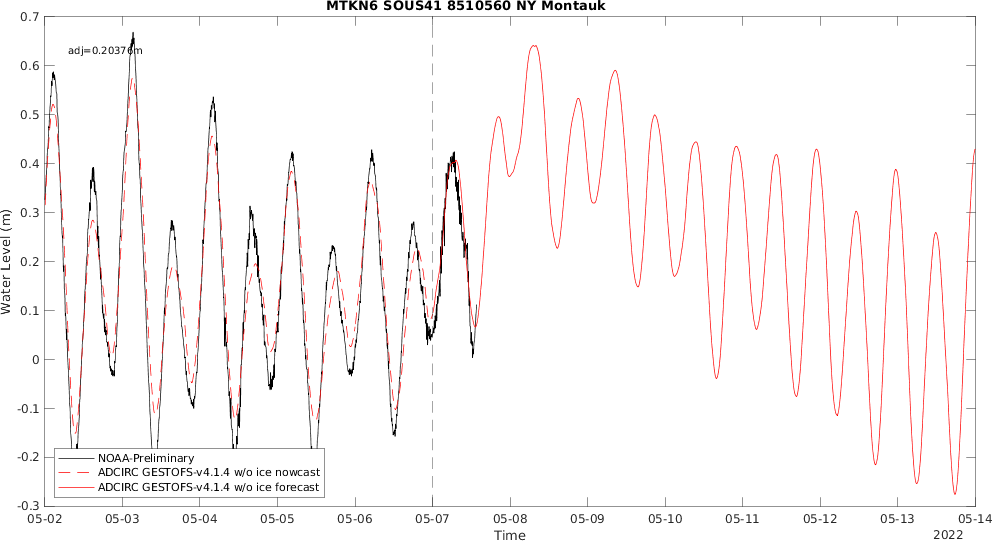 MTKN6 SOUS41 8510560 NY Montauk
adj=0.20376m
0.7
0.6
0.5
0.4
0.3
0.2
0.1
0
-0.1
-0.2
-0.3
Water Level (m)
NOAA-Preliminary
ADCIRC GESTOFS-v4.1.4 w/o ice nowcast
ADCIRC GESTOFS-v4.1.4 w/o ice forecast
05-02 05-03 05-04 05-05 05-06 05-07 05-08 05-09 05-10 05-11 05-12 05-13 05-14
Time
2022